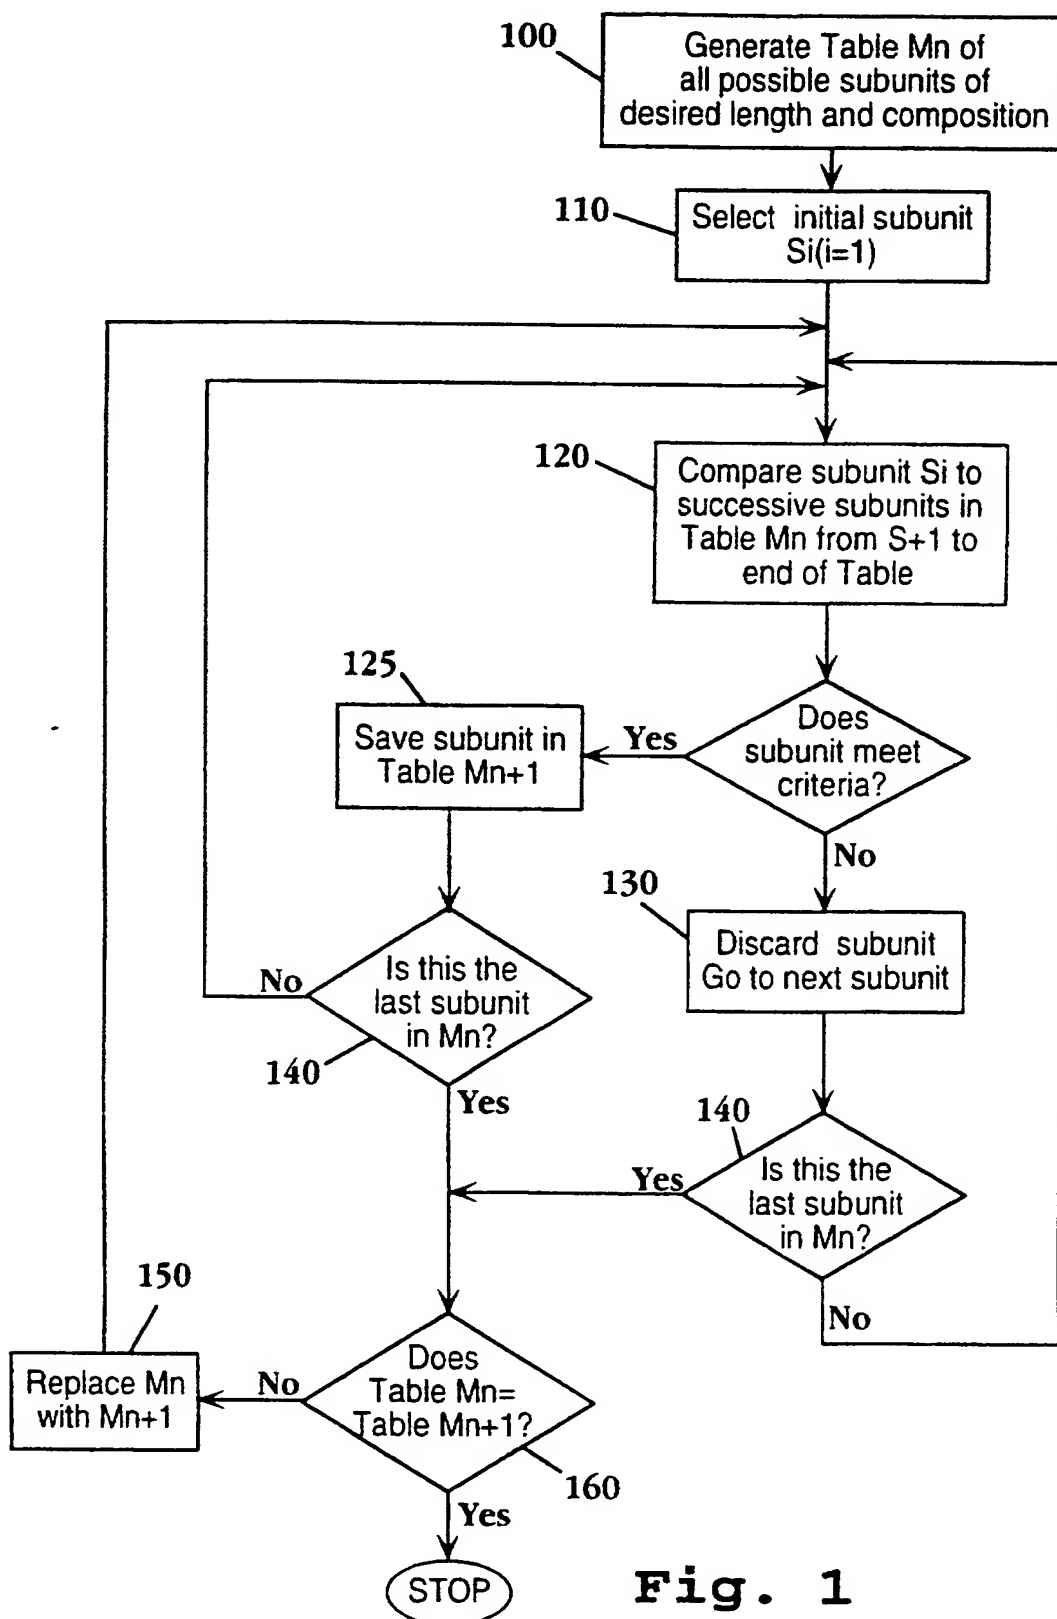 100
Generate Table Mn of
all possible subunits of
desired length and composition
110
Select initial subunit
Si(i=1)
120
Compare subunit Si to
successive subunits in
Table Mn from S+1 to
end of Table
125
Save subunit in
Table Mn+1
Yes
Does
subunit meet
criteria?
No
130
Discard subunit
Go to next subunit
No
Is this the
last subunit
in Mn?
140
Yes
140
Yes
Is this the
last subunit
in Mn?
No
150
Replace Mn
with Mn+1
No
Does
Table Mn=
Table Mn+1?
160
Yes
STOP
Fig. 1